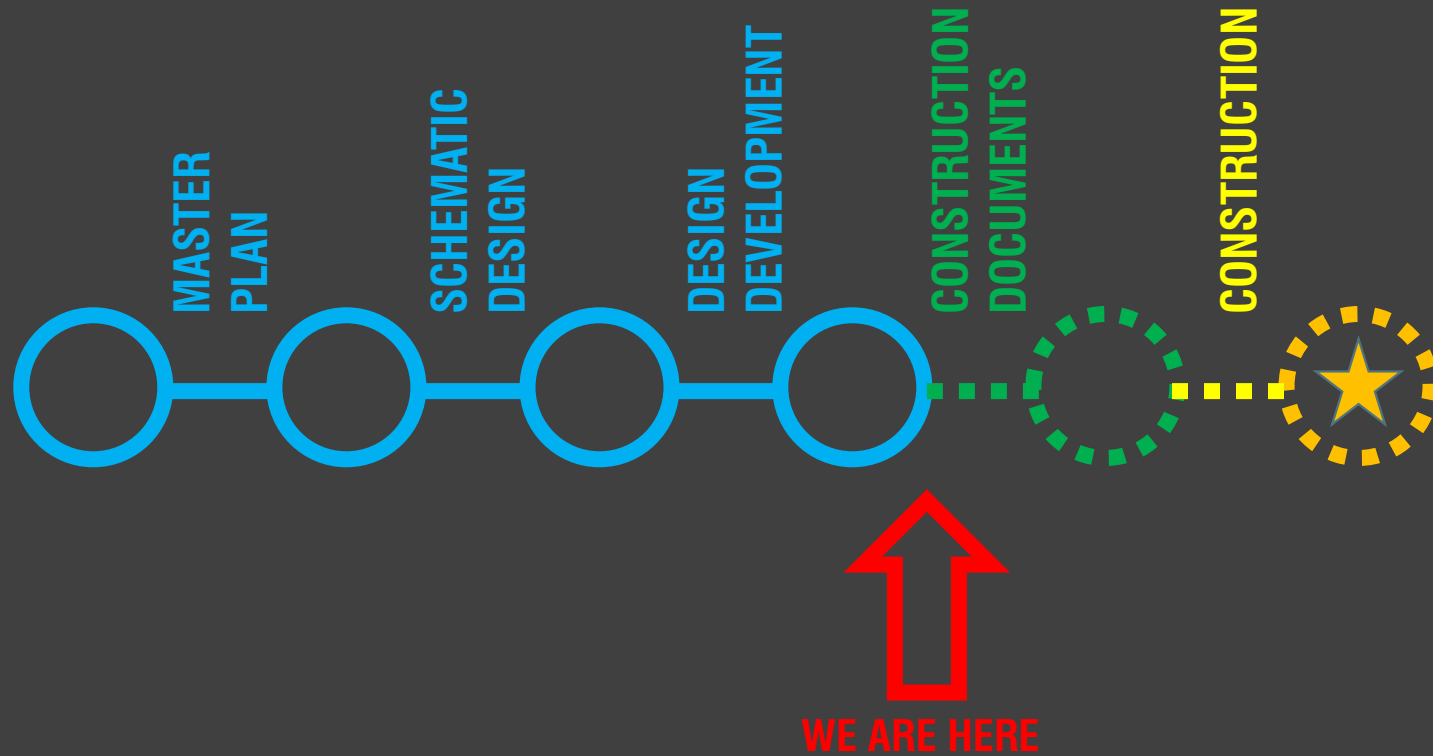 MASTER
PLAN
SCHEMATIC
DESIGN
DESIGN
DEVELOPMENT
CONSTRUCTION
DOCUMENTS
CONSTRUCTION
WE ARE HERE